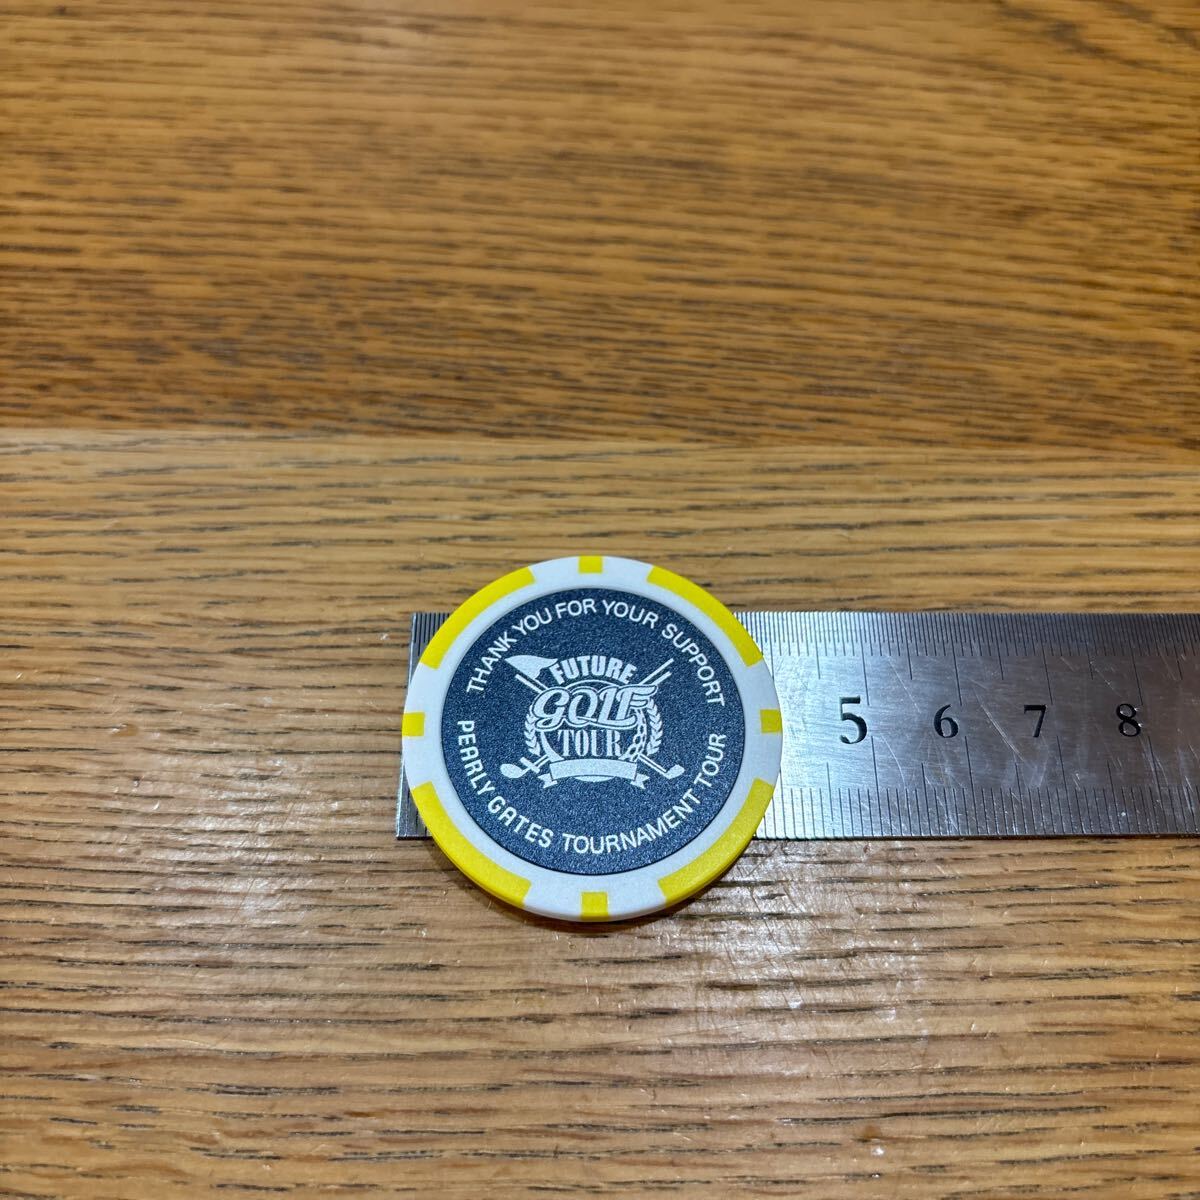 THANK YOU FOR YOUR SUPPORT
FUTURE
GOLF
TOUR
PEARLY GATES TOURNAMENT TOUR
5 6 7 8